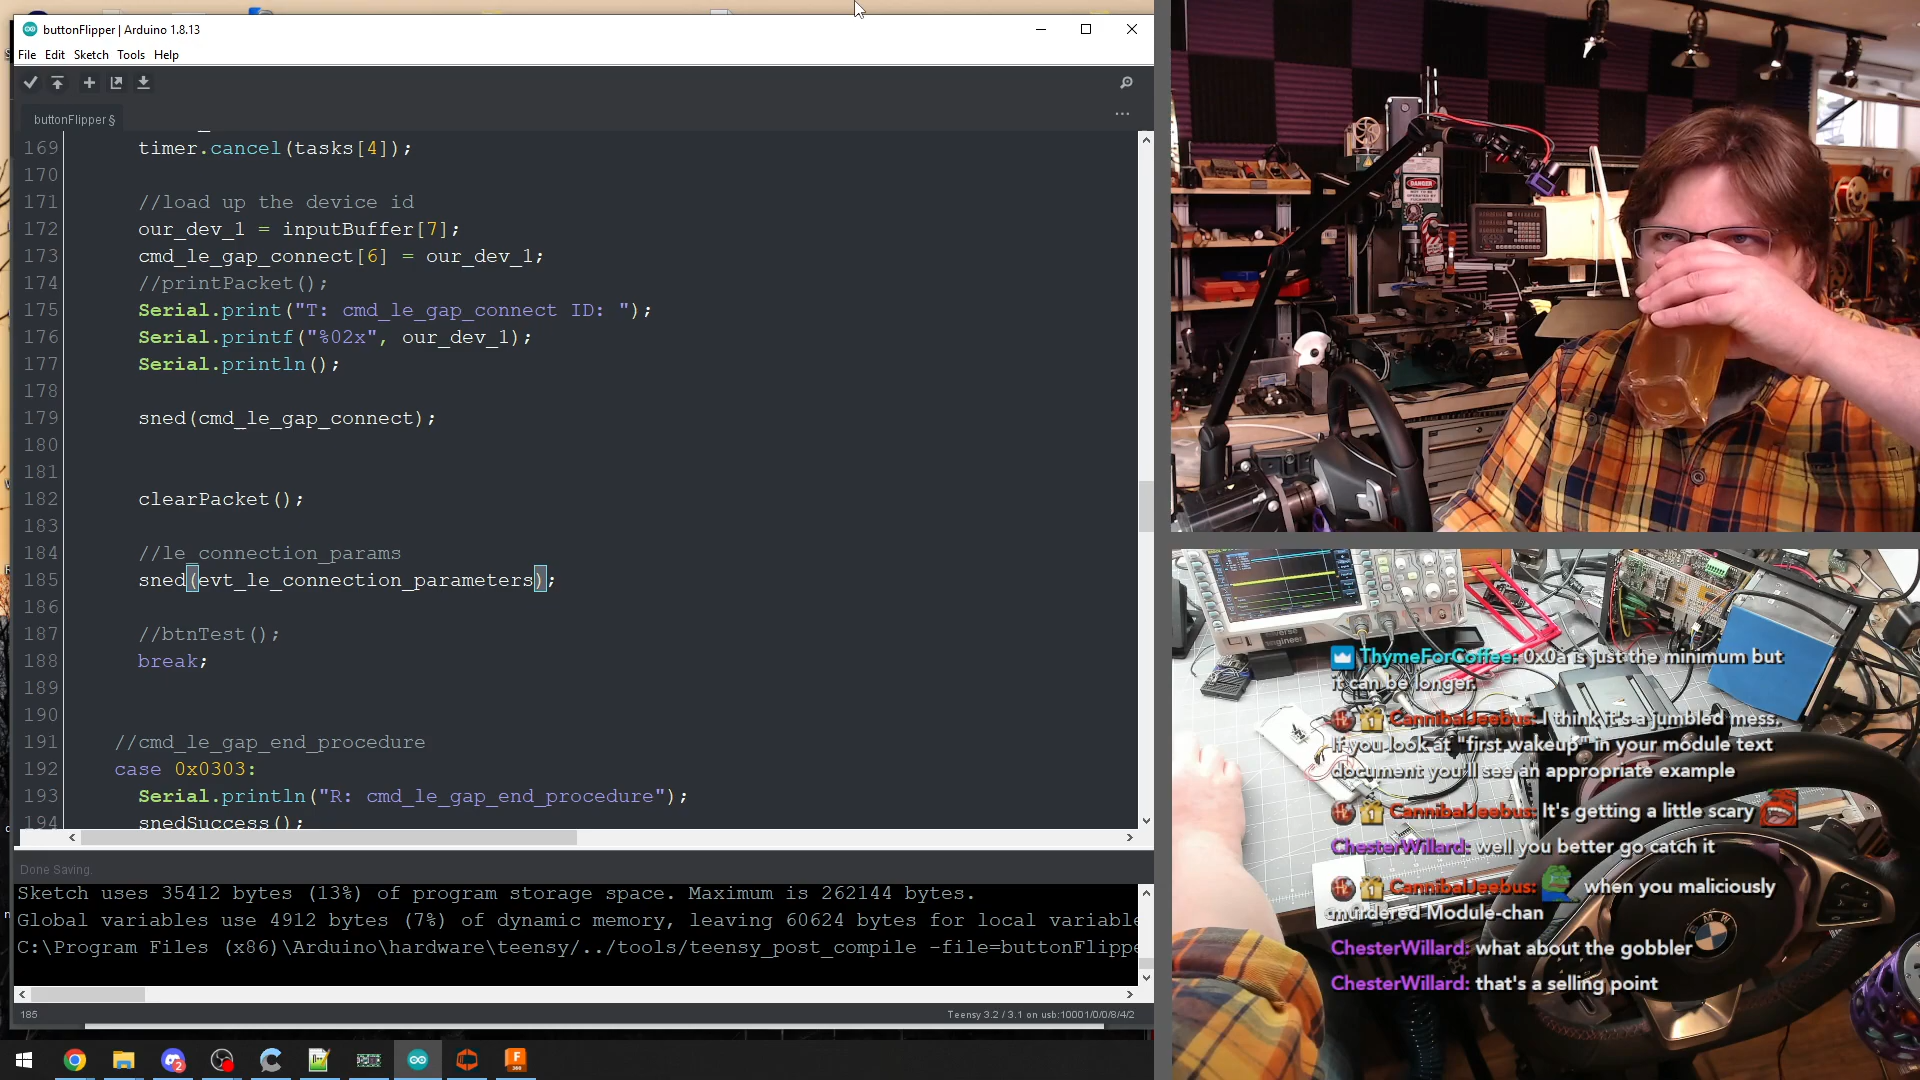 buttonFlipper | Arduino 1.8.13
File Edit Sketch Tools Help
buttonFlipper §
169 timer.cancel(tasks[4]);
170
171 //load up the device id
172 our_dev_1 = inputBuffer[7];
173 cmd_le_gap_connect[6] = our_dev_1;
174 //printPacket();
175 Serial.print("T: cmd_le_gap_connect ID: ");
176 Serial.printf("%02x", our_dev_1);
177 Serial.println();
178
179 sned(cmd_le_gap_connect);
180
181
182 clearPacket();
183
184 //le_connection_params
185 sned(evt_le_connection_parameters);
186
187 //btnTest();
188 break;
189
190
191 //cmd_le_gap_end_procedure
192 case 0x0303:
193 Serial.println("R: cmd_le_gap_end_procedure");
194 snedSuccess();
Done Saving.
Sketch uses 35412 bytes (13%) of program storage space. Maximum is 262144 bytes.
Global variables use 4912 bytes (7%) of dynamic memory, leaving 60624 bytes for local variable
C:\Program Files (x86)\Arduino\hardware\teensy/../tools/teensy_post_compile -file=buttonFlippe
185
Teensy 3.2 / 3.1 on usb:10001/0/0/8/4/2
DANGER
ThymeForCoffee: 0x0a is just the minimum but
it can be longer.
CannibalJeebus: I think it's a jumbled mess.
If you look at "first wakeup" in your module text
document you'll see an appropriate example
CannibalJeebus: It's getting a little scary
ChesterWillard: well you better go catch it
CannibalJeebus: when you maliciously
murdered Module-chan
ChesterWillard: what about the gobbler
ChesterWillard: that's a selling point
BMW